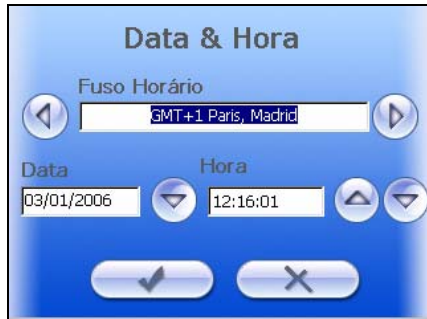 Data & Hora
Fuso Horário
GMT+1 Paris, Madrid
Data Hora
03/01/2006 12:16:01